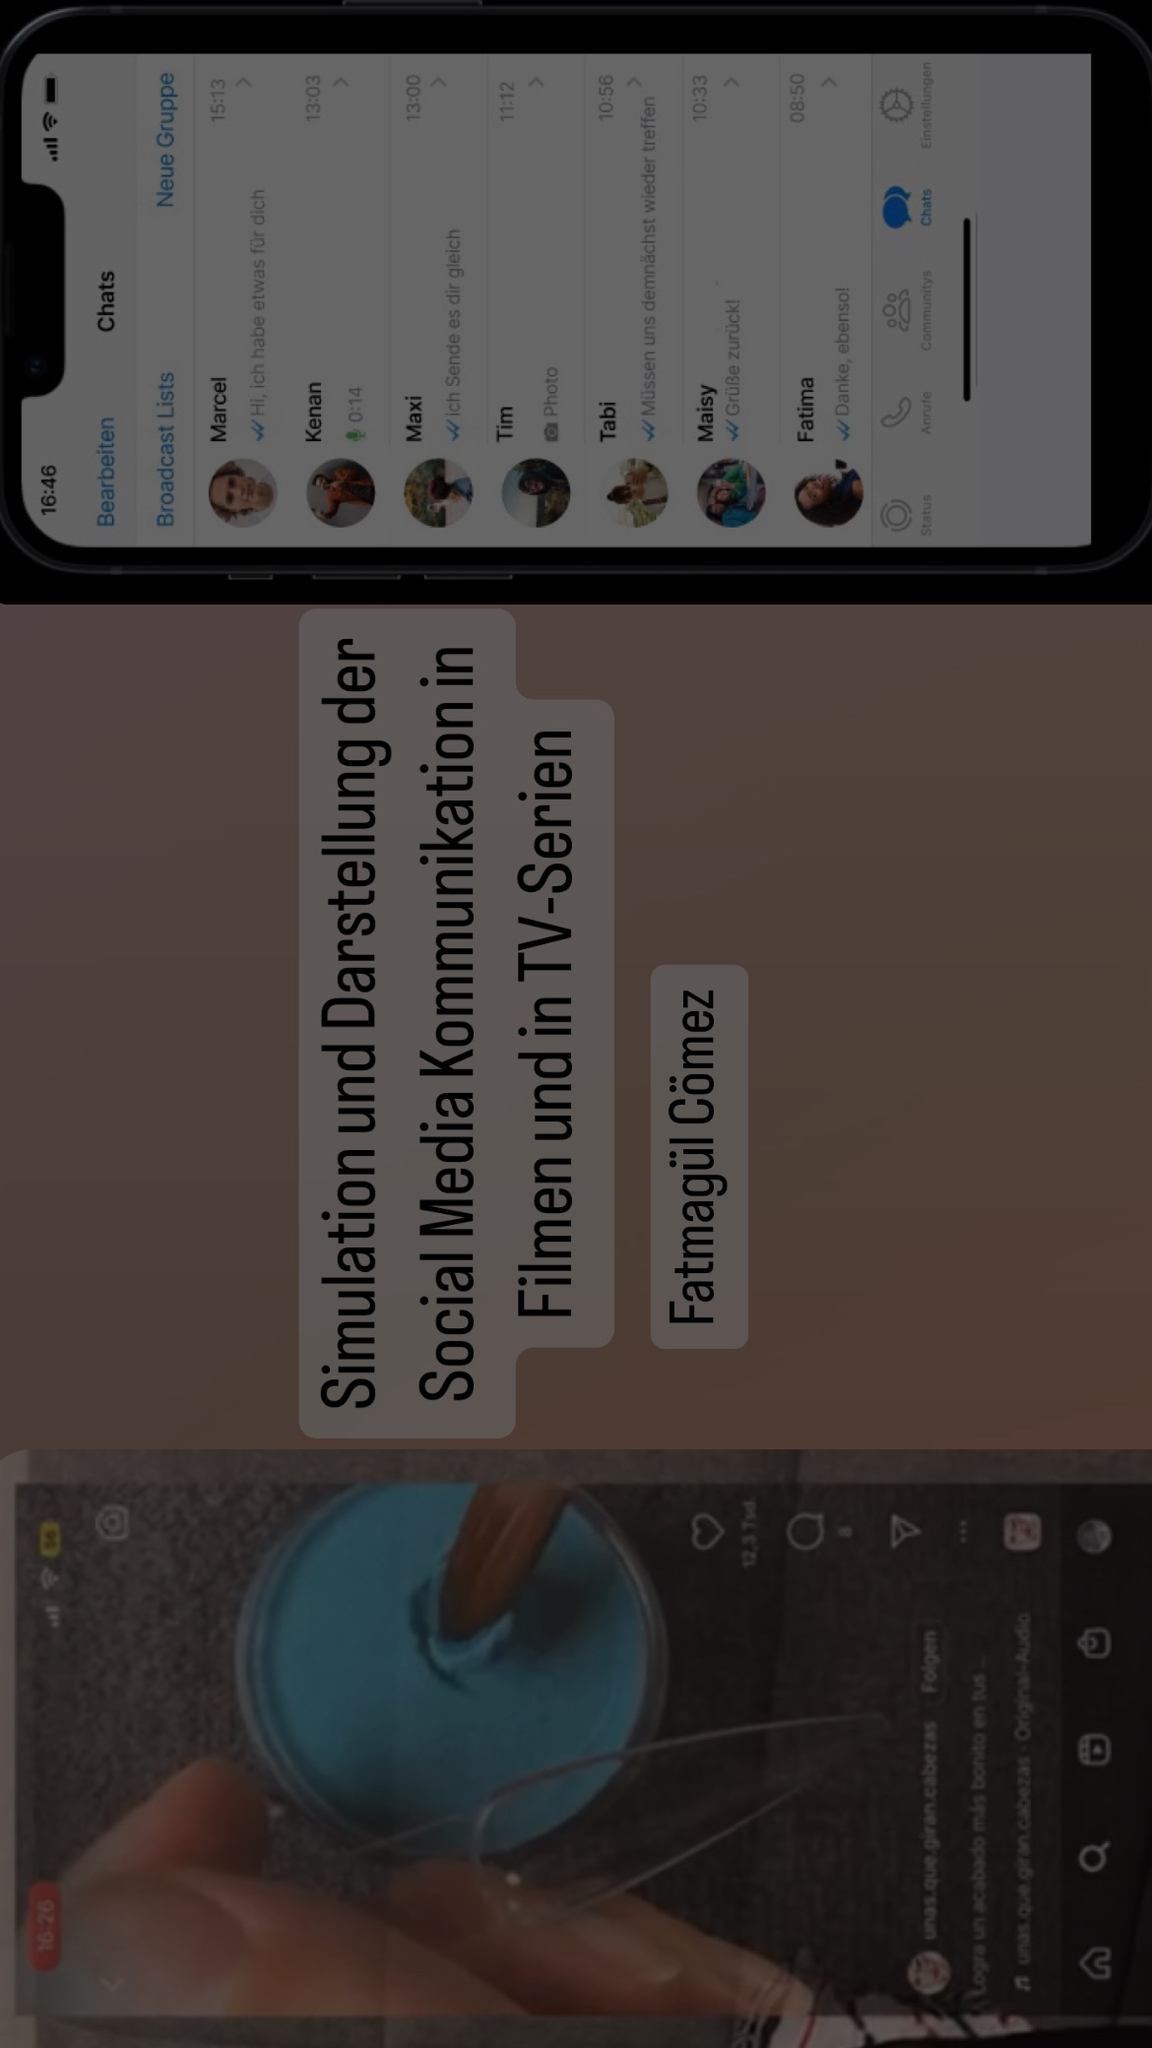 16:26
56
12,3 Tsd.
8
unas.que.giran.cabezas Folgen
Logra un acabado más bonito en tus ...
unas.que.giran.cabezas · Original-Audio
Simulation und Darstellung der
Social Media Kommunikation in
Filmen und in TV-Serien
Fatmagül Cömez
16:46
Bearbeiten Chats
Broadcast Lists Neue Gruppe
Marcel 15:13
Hi, ich habe etwas für dich
Kenan 13:03
0:14
Maxi 13:00
ich Sende es dir gleich
Tim 11:12
Photo
Tabi 10:56
Müssen uns demnächst wieder treffen
Maisy 10:33
Grüße zurück!
Fatima 08:50
Danke, ebenso!
Status Anrufe Communitys Chats Einstellungen